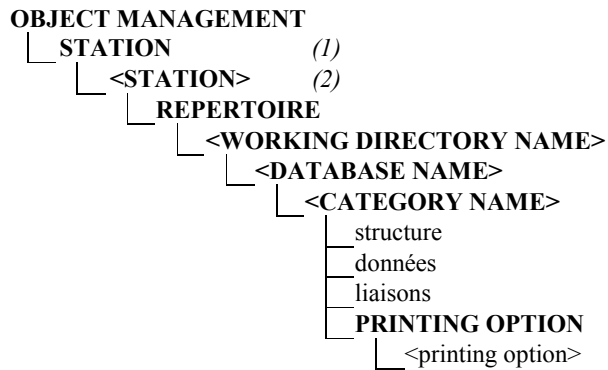 OBJECT MANAGEMENT
STATION (1)
<STATION> (2)
REPERTOIRE
<WORKING DIRECTORY NAME>
<DATABASE NAME>
<CATEGORY NAME>
structure
données
liaisons
PRINTING OPTION
<printing option>